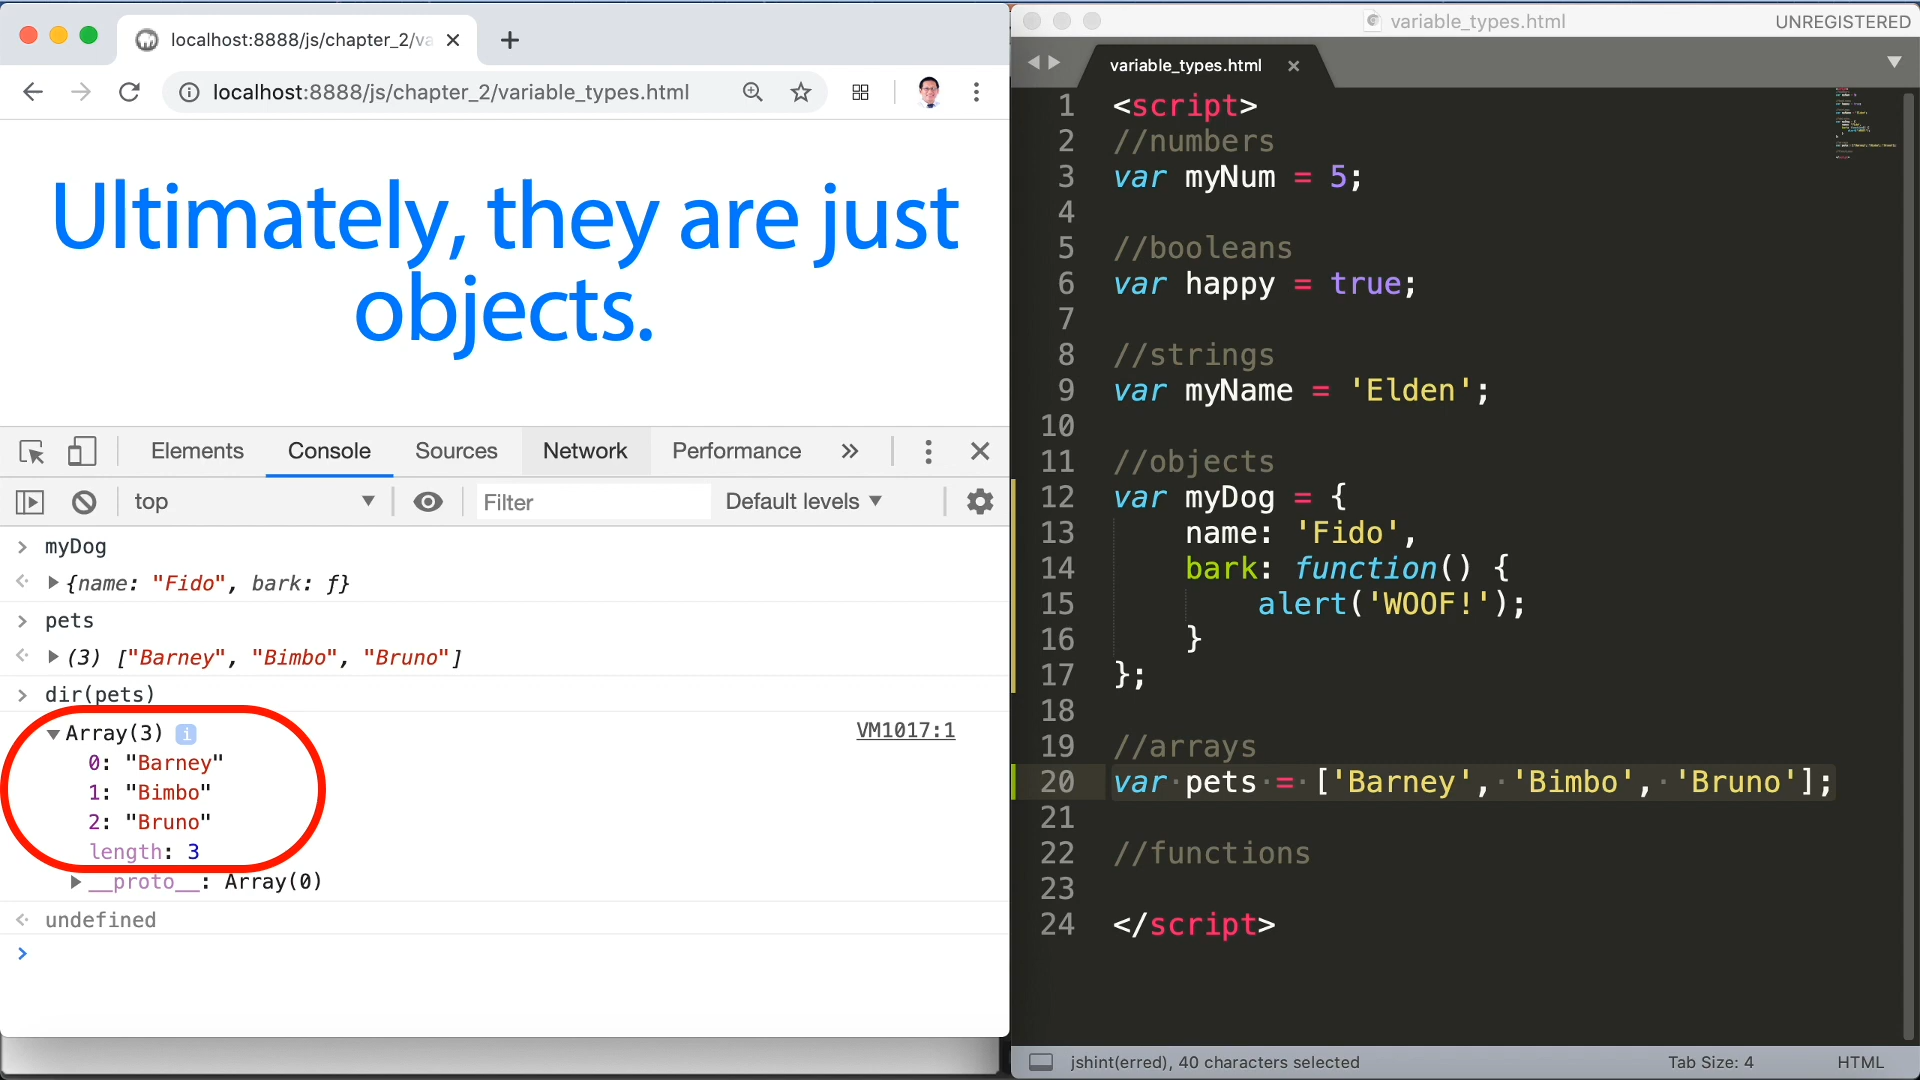 localhost:8888/js/chapter_2/va
localhost:8888/js/chapter_2/variable_types.html
Ultimately, they are just
objects.
Elements Console Sources Network Performance
top Filter Default levels
myDog
{name: "Fido", bark: ƒ}
pets
(3) ["Barney", "Bimbo", "Bruno"]
dir(pets)
Array(3) i VM1017:1
0: "Barney"
1: "Bimbo"
2: "Bruno"
length: 3
__proto__: Array(0)
undefined
variable_types.html UNREGISTERED
variable_types.html
1 <script>
2 //numbers
3 var myNum = 5;
4
5 //booleans
6 var happy = true;
7
8 //strings
9 var myName = 'Elden';
10
11 //objects
12 var myDog = {
13 name: 'Fido',
14 bark: function() {
15 alert('WOOF!');
16 }
17 };
18
19 //arrays
20 var pets = ['Barney', 'Bimbo', 'Bruno'];
21
22 //functions
23
24 </script>
jshint(erred), 40 characters selected Tab Size: 4 HTML